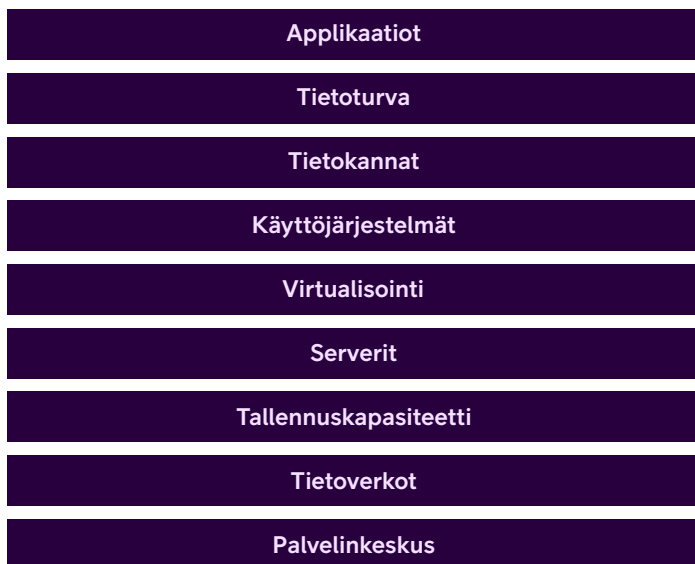 Applikaatiot
Tietoturva
Tietokannat
Käyttöjärjestelmät
Virtualisointi
Serverit
Tallennuskapasiteetti
Tietoverkot
Palvelinkeskus